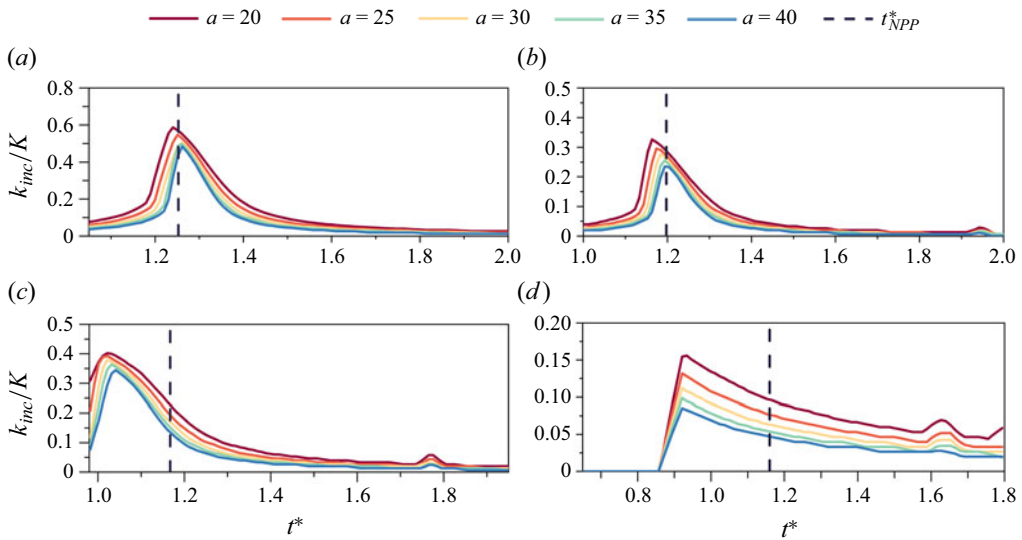 a = 20 a = 25 a = 30 a = 35 a = 40 t*NPP
(a) (b)
0.8 0.6 0.4 0.2 0
k_inc/K
1.2 1.4 1.6 1.8 2.0
0.5 0.4 0.3 0.2 0.1 0
1.0 1.2 1.4 1.6 1.8 2.0
(c) (d)
0.5 0.4 0.3 0.2 0.1 0
k_inc/K
1.0 1.2 1.4 1.6 1.8
t*
0.20 0.15 0.10 0.05 0
0.8 1.0 1.2 1.4 1.6 1.8
t*